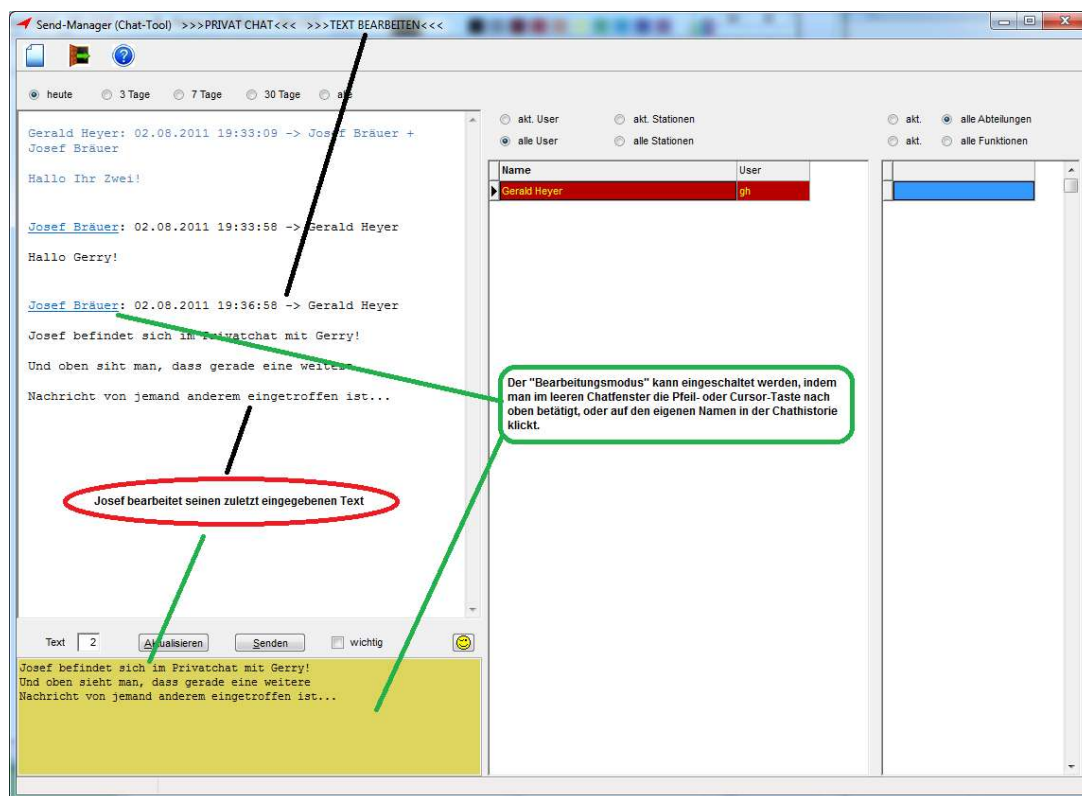 Send-Manager (Chat-Tool) >>>PRIVAT CHAT<<< >>>TEXT BEARBEITEN<<<
heute 3 Tage 7 Tage 30 Tage alle
akt. User akt. Stationen akt. alle Abteilungen
alle User alle Stationen akt. alle Funktionen
Name User
Gerald Heyer gh
Gerald Heyer: 02.08.2011 19:33:09 -> Josef Bräuer +
Josef Bräuer
Hallo Ihr Zwei!
Josef Bräuer: 02.08.2011 19:33:58 -> Gerald Heyer
Hallo Gerry!
Josef Bräuer: 02.08.2011 19:36:58 -> Gerald Heyer
Josef befindet sich im Privatchat mit Gerry!
Und oben siht man, dass gerade eine weitere
Nachricht von jemand anderem eingetroffen ist...
Der "Bearbeitungsmodus" kann eingeschaltet werden, indem
man im leeren Chatfenster die Pfeil- oder Cursor-Taste nach
oben betätigt, oder auf den eigenen Namen in der Chathistorie
klickt.
Josef bearbeitet seinen zuletzt eingegebenen Text
Text 2 Aktualisieren Senden wichtig
Josef befindet sich im Privatchat mit Gerry!
Und oben sieht man, dass gerade eine weitere
Nachricht von jemand anderem eingetroffen ist...